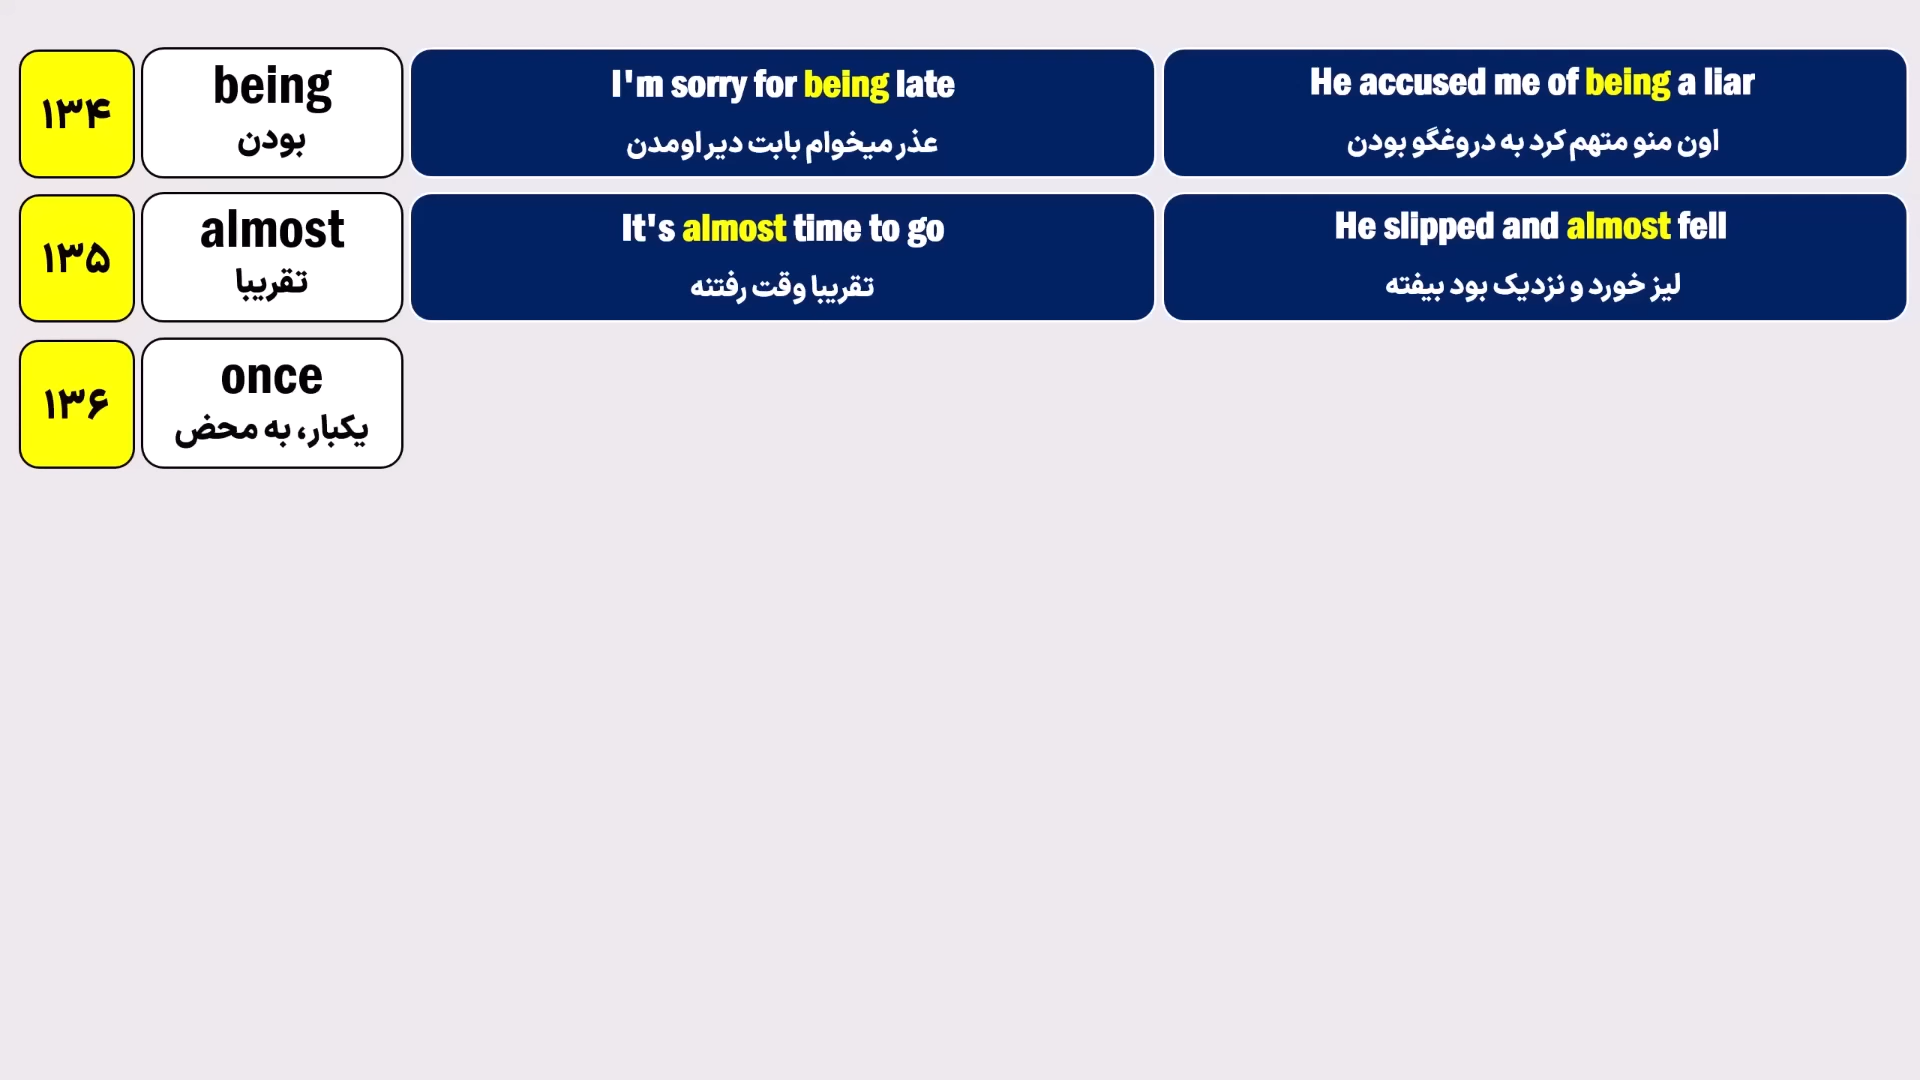 ۱۳۴
being
بودن
I'm sorry for being late
عذر میخوام بابت دیر اومدن
He accused me of being a liar
اون منو متهم کرد به دروغگو بودن
۱۳۵
almost
تقریبا
It's almost time to go
تقریبا وقت رفتنه
He slipped and almost fell
لیز خورد و نزدیک بود بیفته
۱۳۶
once
یکبار، به محض